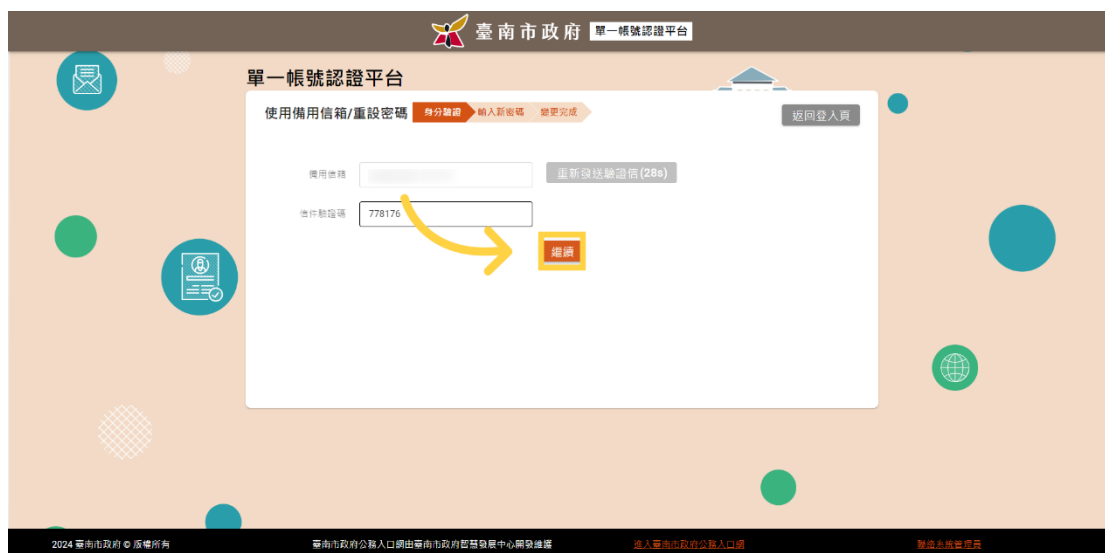 臺南市政府 單一帳號認證平台
單一帳號認證平台
使用備用信箱/重設密碼 身分驗證 輸入新密碼 變更完成 返回登入頁
備用信箱 重新發送驗證信(28s)
信件驗證碼 778176
繼續
2024 臺南市政府 © 版權所有 臺南市政府公務入口網由臺南市政府智慧發展中心開發維護 進入臺南市政府公務入口網 聯絡系統管理員